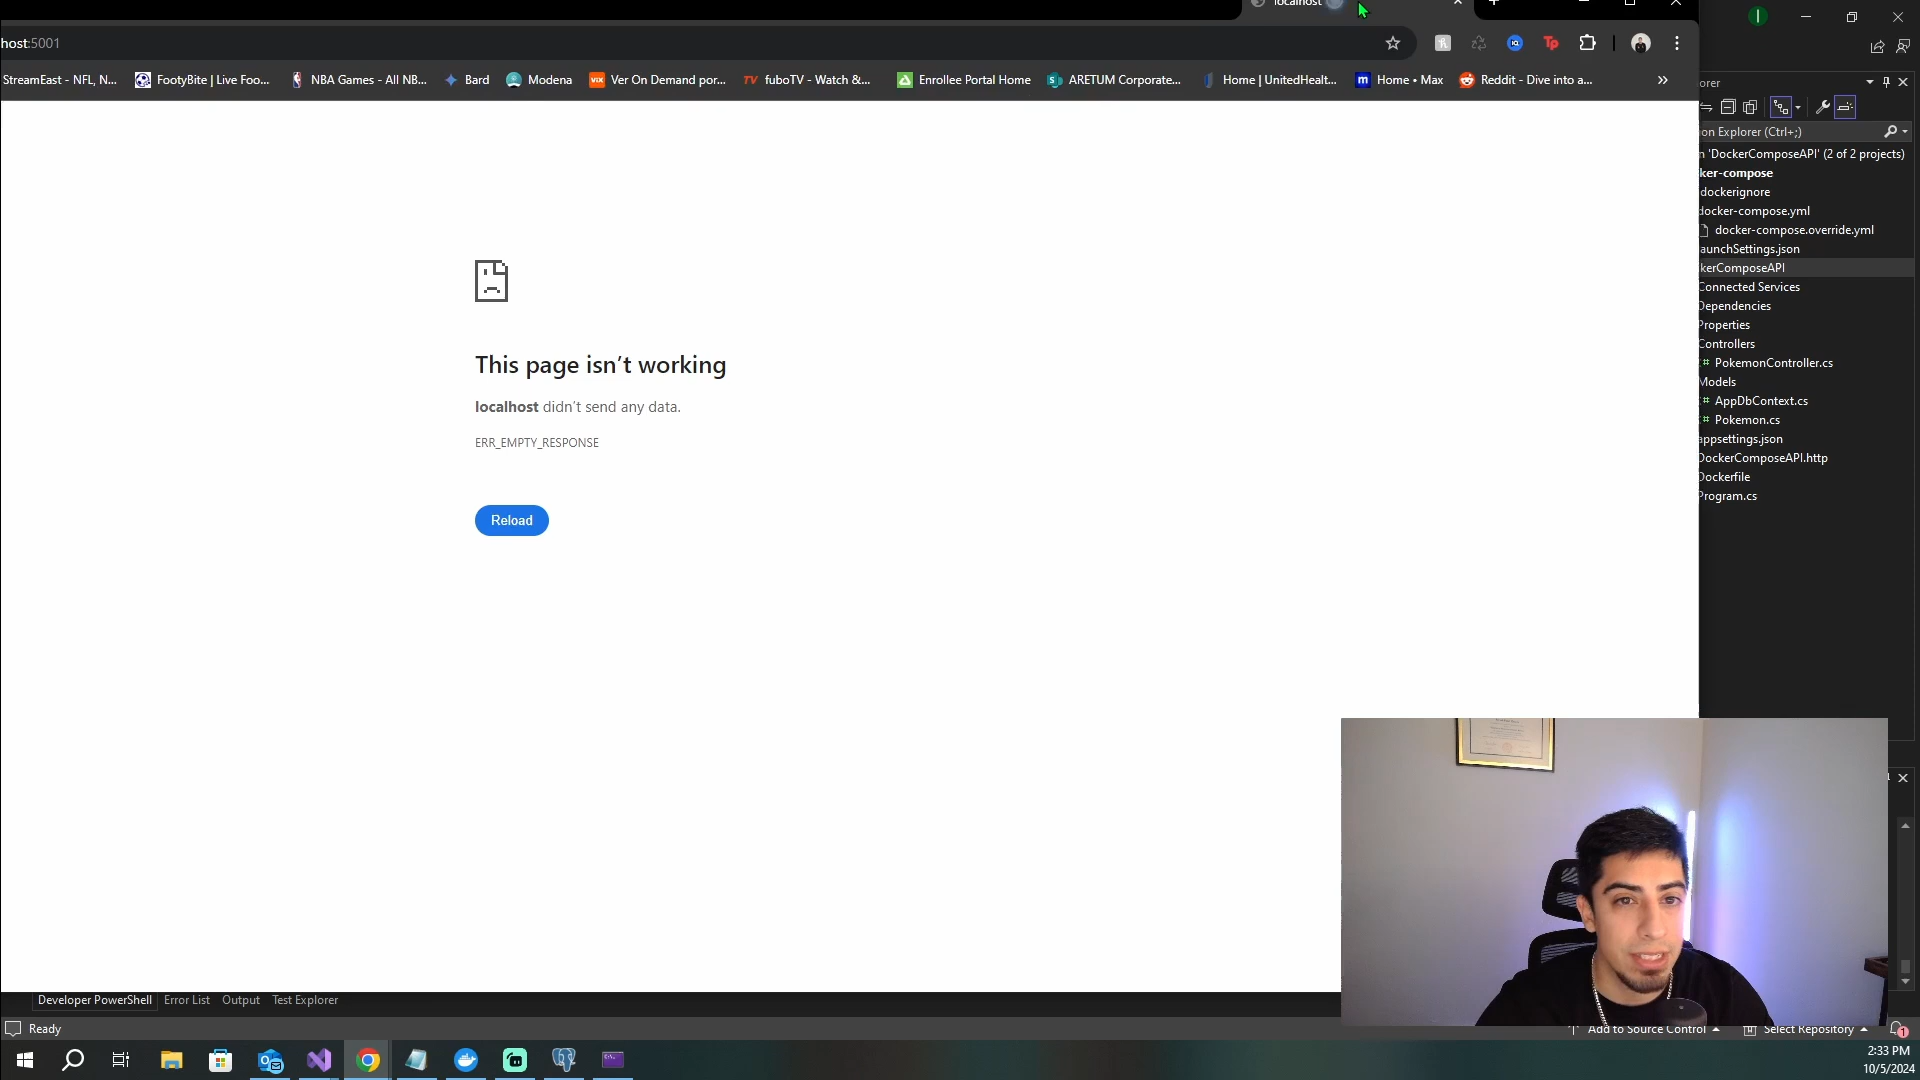 localhost
host:5001
StreamEast - NFL, N...
FootyBite | Live Foo...
NBA Games - All NB...
Bard
Modena
Ver On Demand por...
fuboTV - Watch &...
Enrollee Portal Home
ARETUM Corporate...
Home | UnitedHealt...
Home • Max
Reddit - Dive into a...
This page isn't working
localhost didn't send any data.
ERR_EMPTY_RESPONSE
Reload
orer
on Explorer (Ctrl+;)
n 'DockerComposeAPI' (2 of 2 projects)
ker-compose
dockerignore
docker-compose.yml
docker-compose.override.yml
aunchSettings.json
kerComposeAPI
Connected Services
Dependencies
Properties
Controllers
PokemonController.cs
Models
AppDbContext.cs
Pokemon.cs
appsettings.json
DockerComposeAPI.http
Dockerfile
Program.cs
Developer PowerShell
Error List
Output
Test Explorer
Ready
Add to Source Control
Select Repository
1
2:33 PM
10/5/2024